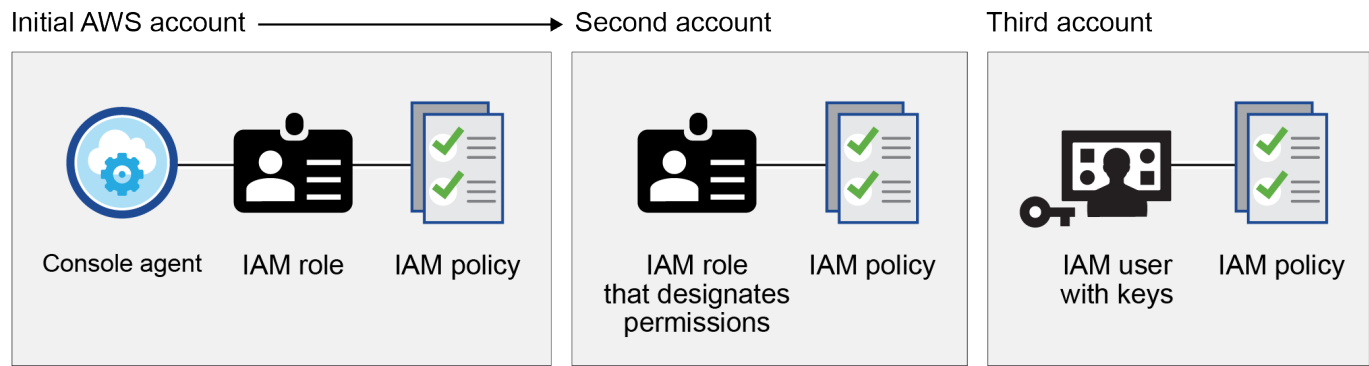 Initial AWS account
Second account
Third account
Console agent
IAM role
IAM policy
IAM role
that designates
permissions
IAM policy
IAM user
with keys
IAM policy